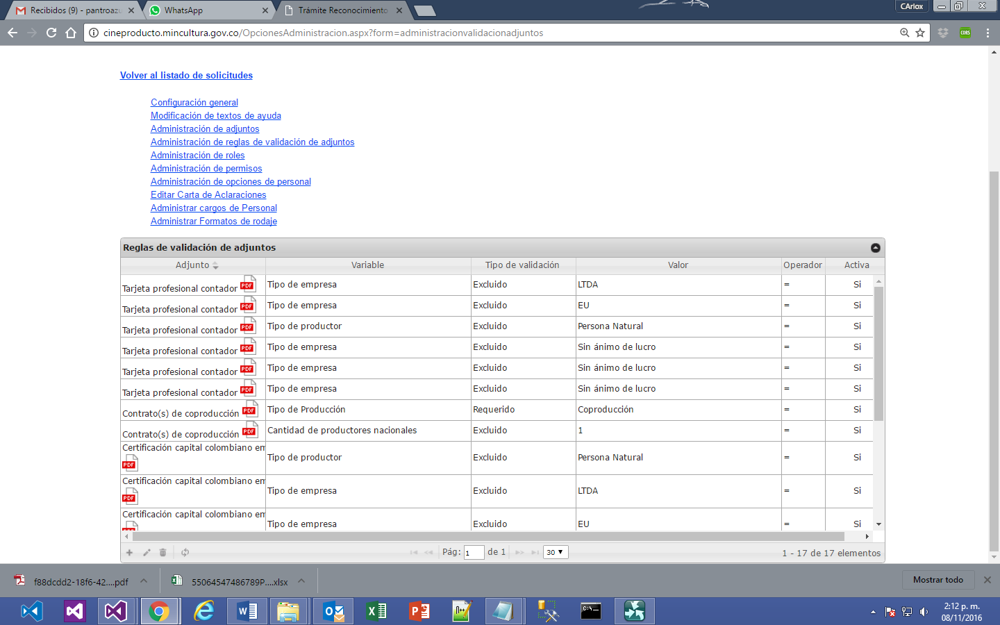 Recibidos (9) - pantroazu
WhatsApp
Trámite Reconocimiento
CArlox
cineproducto.mincultura.gov.co/OpcionesAdministracion.aspx?form=administracionvalidacionadjuntos
CORS
Volver al listado de solicitudes
Configuración general
Modificación de textos de ayuda
Administración de adjuntos
Administración de reglas de validación de adjuntos
Administración de roles
Administración de permisos
Administración de opciones de personal
Editar Carta de Aclaraciones
Administrar cargos de Personal
Administrar Formatos de rodaje
Reglas de validación de adjuntos
Adjunto Variable Tipo de validación Valor Operador Activa
Tarjeta profesional contador PDF Tipo de empresa Excluido LTDA = Si
Tarjeta profesional contador PDF Tipo de empresa Excluido EU = Si
Tarjeta profesional contador PDF Tipo de productor Excluido Persona Natural = Si
Tarjeta profesional contador PDF Tipo de empresa Excluido Sin ánimo de lucro = Si
Tarjeta profesional contador PDF Tipo de empresa Excluido Sin ánimo de lucro = Si
Tarjeta profesional contador PDF Tipo de empresa Excluido Sin ánimo de lucro = Si
Contrato(s) de coproducción PDF Tipo de Producción Requerido Coproducción = Si
Contrato(s) de coproducción PDF Cantidad de productores nacionales Excluido 1 = Si
Certificación capital colombiano em
PDF Tipo de productor Excluido Persona Natural = Si
Certificación capital colombiano em
PDF Tipo de empresa Excluido LTDA = Si
Certificación capital colombiano em
Tipo de empresa Excluido EU = Si
Pág: 1 de 1 30 1 - 17 de 17 elementos
f88dcdd2-18f6-42....pdf 55064547486789P....xlsx Mostrar todo
2:12 p. m.
08/11/2016